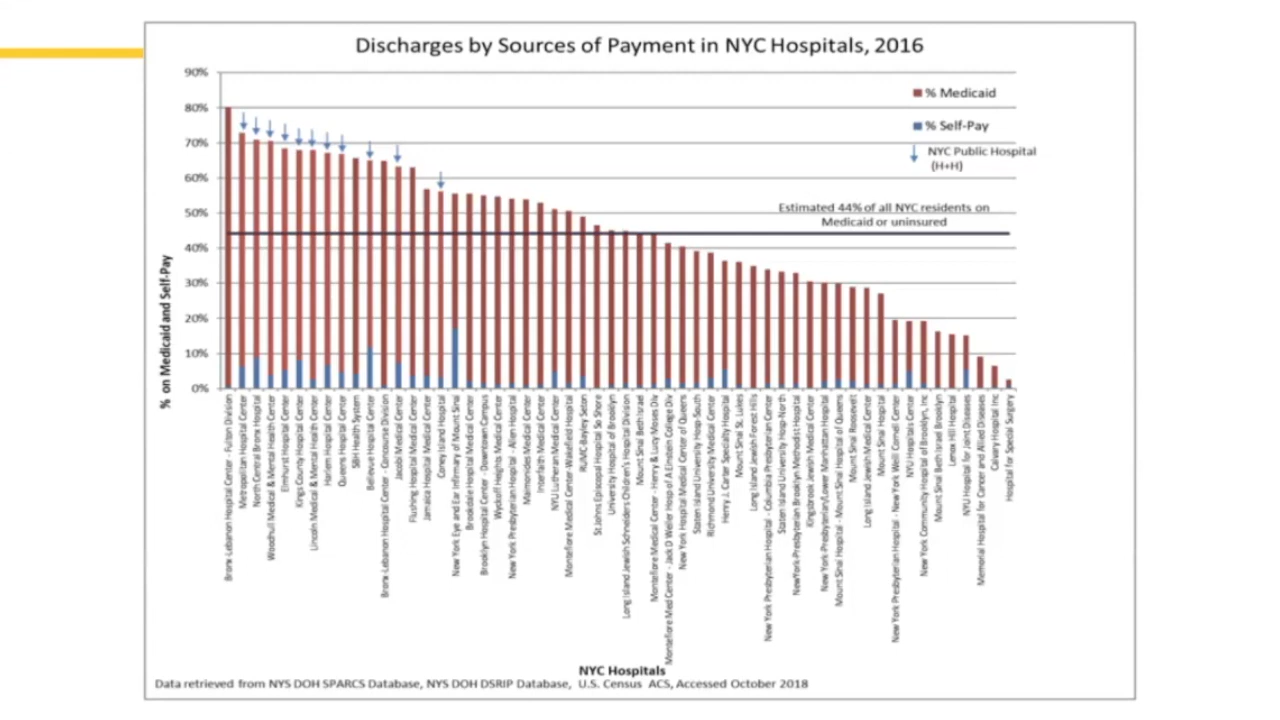 Discharges by Sources of Payment in NYC Hospitals, 2016
90%
80%
70%
60%
50%
40%
30%
20%
10%
0%
% on Medicaid and Self-Pay
% Medicaid
% Self-Pay
NYC Public Hospital
(H+H)
Estimated 44% of all NYC residents on
Medicaid or uninsured
Bronx-Lebanon Hospital Center - Fulton Division
Metropolitan Hospital Center
North Central Bronx Hospital
Woodhull Medical & Mental Health Center
Elmhurst Hospital Center
Kings County Hospital Center
Lincoln Medical & Mental Health Center
Harlem Hospital Center
Queens Hospital Center
SBH Health System
Bellevue Hospital Center
Bronx-Lebanon Hospital Center - Concourse Division
Jacobi Medical Center
Flushing Hospital Medical Center
Jamaica Hospital Medical Center
Coney Island Hospital
New York Eye and Ear Infirmary of Mount Sinai
Brookdale Hospital Medical Center
Brooklyn Hospital Center - Downtown Campus
Wyckoff Heights Medical Center
New York Presbyterian Hospital - Allen Hospital
Maimonides Medical Center
Interfaith Medical Center
NYU Lutheran Medical Center
Montefiore Medical Center-Wakefield Hospital
RUMC-Bayley Seton
St.Johns Episcopal Hospital So Shore
University Hospital of Brooklyn
Long Island Jewish Schneiders Children's Hospital Division
Mount Sinai Beth Israel
Montefiore Medical Center - Henry & Lucy Moses Div
Montefiore Med Center - Jack D Weiler Hosp of A Einstein College Div
New York Hospital Medical Center of Queens
Staten Island University Hosp-South
Richmond University Medical Center
Henry J. Carter Specialty Hospital
Mount Sinai St. Lukes
Long Island Jewish Forest Hills
New York Presbyterian Hospital - Columbia Presbyterian Center
Staten Island University Hosp-North
NewYork-Presbyterian Brooklyn Methodist Hospital
Kingsbrook Jewish Medical Center
New York-Presbyterian/Lower Manhattan Hospital
Mount Sinai Hospital - Mount Sinai Hospital of Queens
Mount Sinai Roosevelt
Long Island Jewish Medical Center
Mount Sinai Hospital
New York Presbyterian Hospital - New York Weill Cornell Center
NYU Hospitals Center
New York Community Hospital of Brooklyn, Inc
Mount Sinai Beth Israel Brooklyn
Lenox Hill Hospital
NYU Hospital for Joint Diseases
Memorial Hospital for Cancer and Allied Diseases
Calvary Hospital Inc
Hospital for Special Surgery
NYC Hospitals
Data retrieved from NYS DOH SPARCS Database, NYS DOH DSRIP Database, U.S. Census ACS, Accessed October 2018